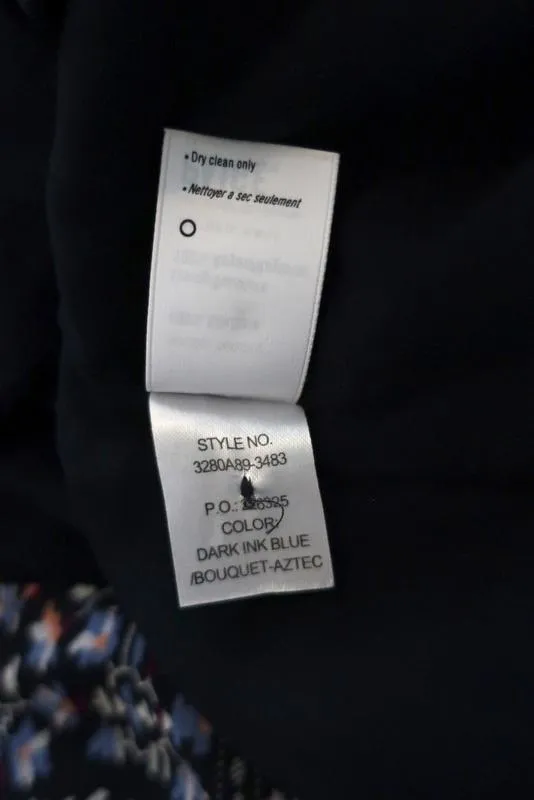 • Dry clean only
• Nettoyer a sec seulement
STYLE NO.
3280A89-3483
P.O.:
COLOR:
DARK INK BLUE
/BOUQUET-AZTEC